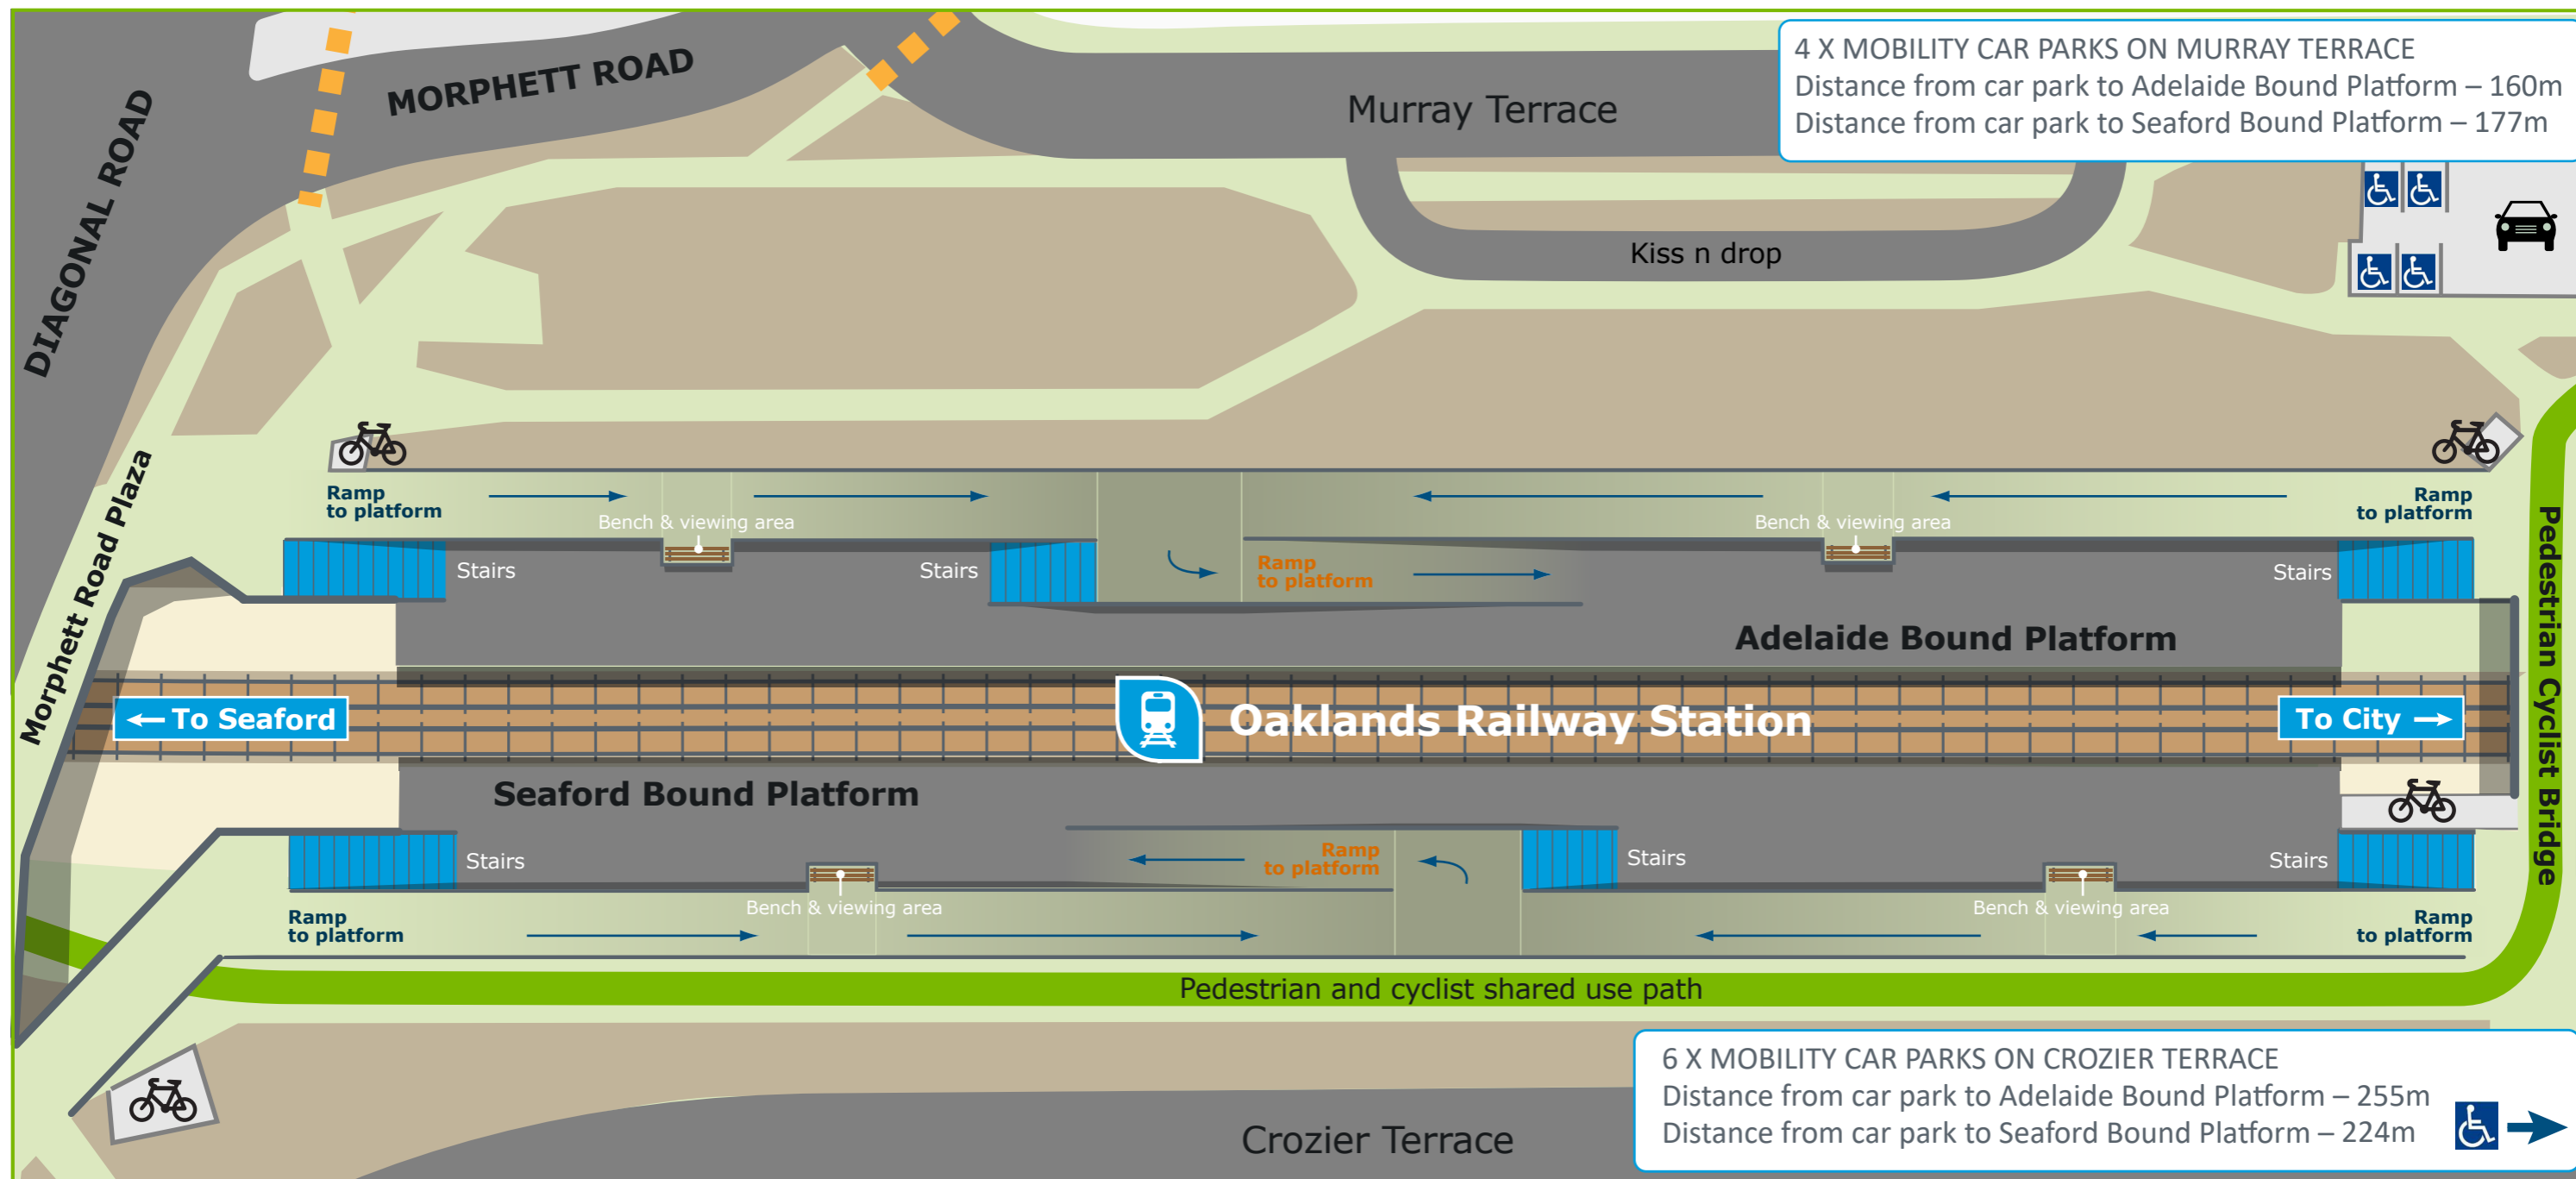 4 X MOBILITY CAR PARKS ON MURRAY TERRACE
Distance from car park to Adelaide Bound Platform – 160m
Distance from car park to Seaford Bound Platform – 177m
MORPHETT ROAD
Murray Terrace
DIAGONAL ROAD
Kiss n drop
Morphett Road Plaza
Ramp
to platform
Bench & viewing area
Bench & viewing area
Ramp
to platform
Stairs
Stairs
Ramp
to platform
Stairs
Pedestrian Cyclist Bridge
Adelaide Bound Platform
← To Seaford
Oaklands Railway Station
To City →
Seaford Bound Platform
Stairs
Ramp
to platform
Stairs
Stairs
Ramp
to platform
Bench & viewing area
Bench & viewing area
Ramp
to platform
Pedestrian and cyclist shared use path
6 X MOBILITY CAR PARKS ON CROZIER TERRACE
Distance from car park to Adelaide Bound Platform – 255m
Distance from car park to Seaford Bound Platform – 224m
Crozier Terrace